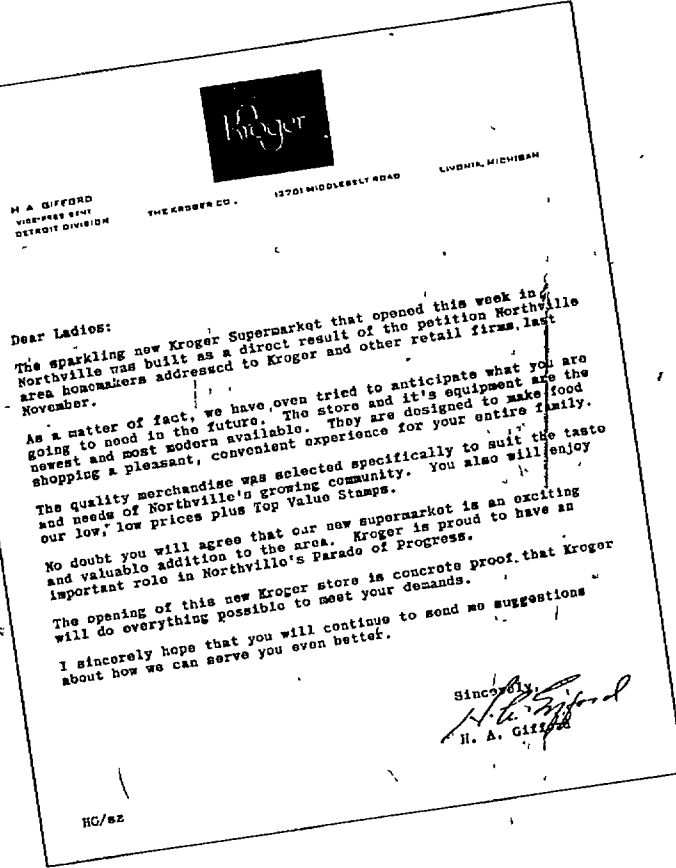 Kroger
H A GIFFORD
VICE-PRESIDENT
DETROIT DIVISION
THE KROGER CO.
12701 MIDDLEBELT ROAD
LIVONIA, MICHIGAN
Dear Ladies:
The sparkling new Kroger Supermarket that opened this week in
Northville was built as a direct result of the petition Northville
area homemakers addressed to Kroger and other retail firms, last
November.
As a matter of fact, we have even tried to anticipate what you are
going to need in the future. The store and it's equipment are the
newest and most modern available. They are designed to make food
shopping a pleasant, convenient experience for your entire family.
The quality merchandise was selected specifically to suit the taste
and needs of Northville's growing community. You also will enjoy
our low, low prices plus Top Value Stamps.
No doubt you will agree that our new supermarket is an exciting
and valuable addition to the area. Kroger is proud to have an
important role in Northville's Parade of Progress.
The opening of this new Kroger store is concrete proof that Kroger
will do everything possible to meet your demands.
I sincerely hope that you will continue to send me suggestions
about how we can serve you even better.
Sincerely,
H. A. Gifford
H. A. Gifford
HG/sz